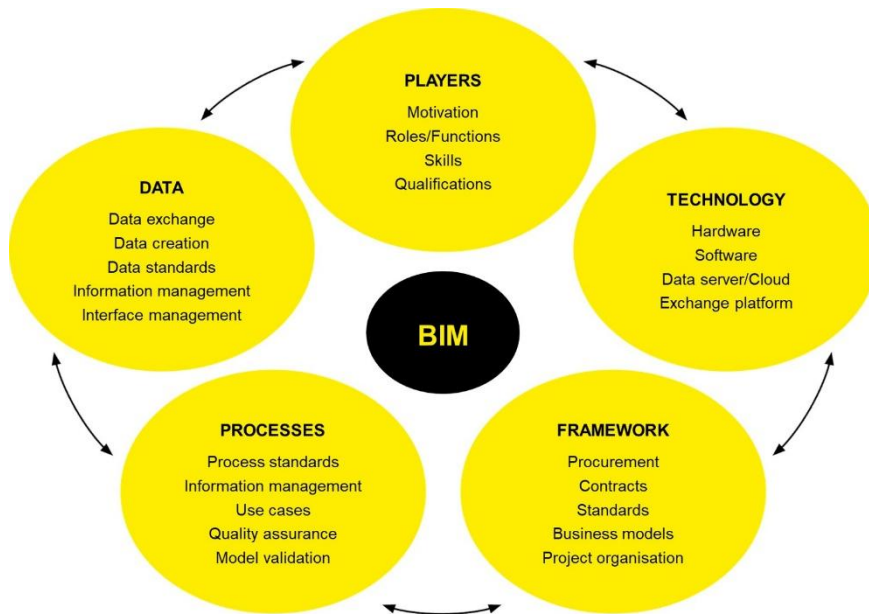 PLAYERS
Motivation
Roles/Functions
Skills
Qualifications
DATA
Data exchange
Data creation
Data standards
Information management
Interface management
TECHNOLOGY
Hardware
Software
Data server/Cloud
Exchange platform
BIM
PROCESSES
Process standards
Information management
Use cases
Quality assurance
Model validation
FRAMEWORK
Procurement
Contracts
Standards
Business models
Project organisation